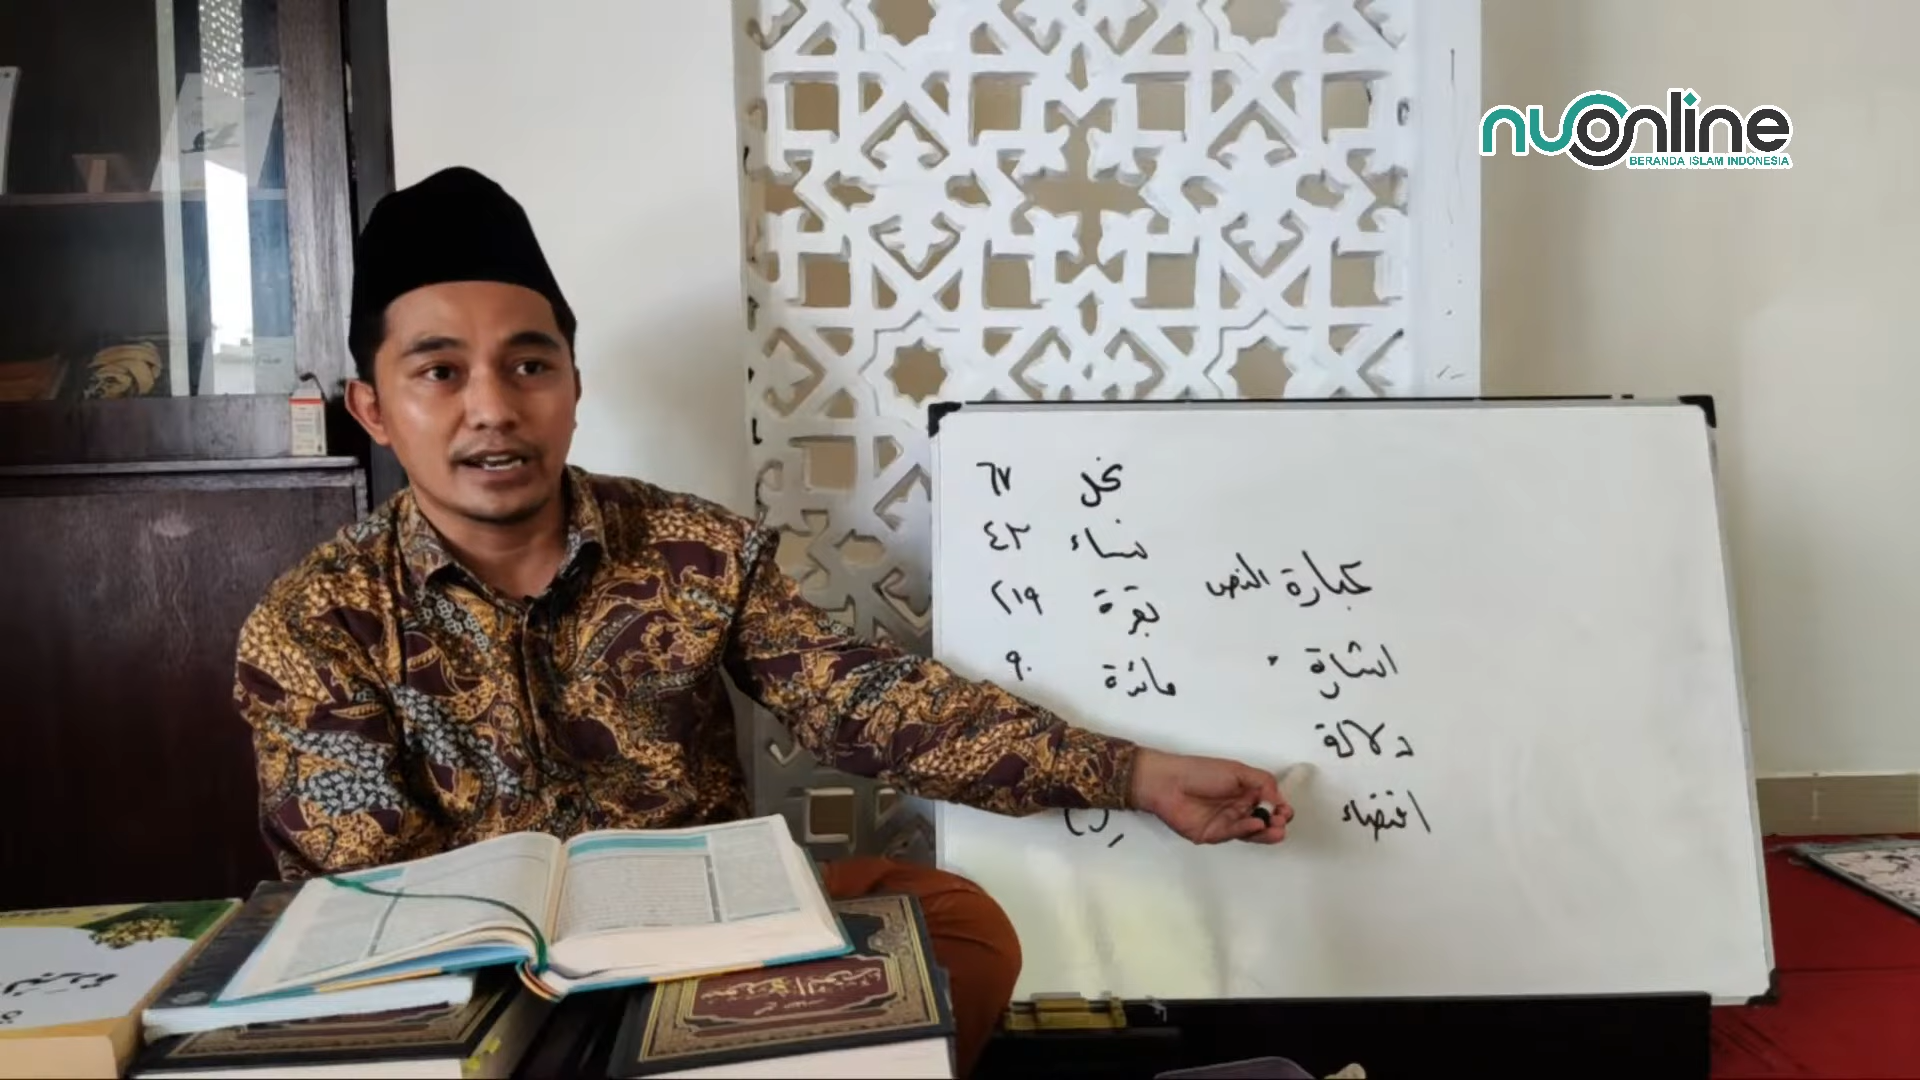 nuonline
BERANDA ISLAM INDONESIA
نحل ٦٧
نساء ٤٣
بقرة ٢١٩
مائدة ٩٠
عبارة النص
اشارة "
دلالة
اقتضاء